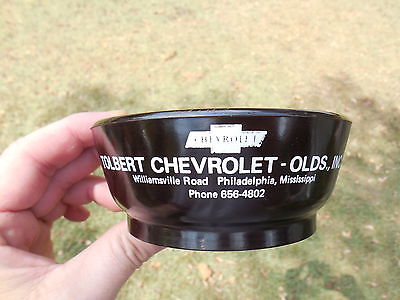 CHEVROLET
TOLBERT CHEVROLET - OLDS, INC
Williamsville Road Philadelphia, Mississippi
Phone 656-4802